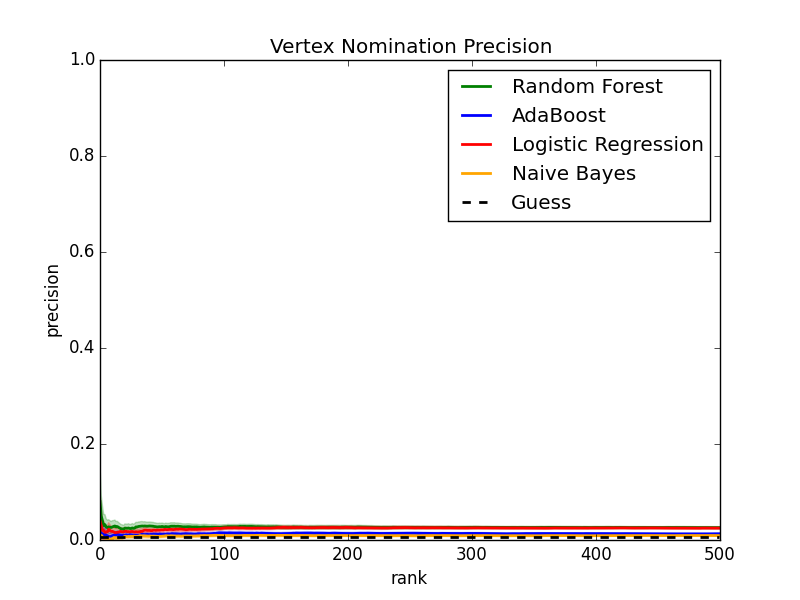 Vertex Nomination Precision
1.0
0.8
0.6
0.4
0.2
0.0
precision
Random Forest
AdaBoost
Logistic Regression
Naive Bayes
Guess
0 100 200 300 400 500
rank